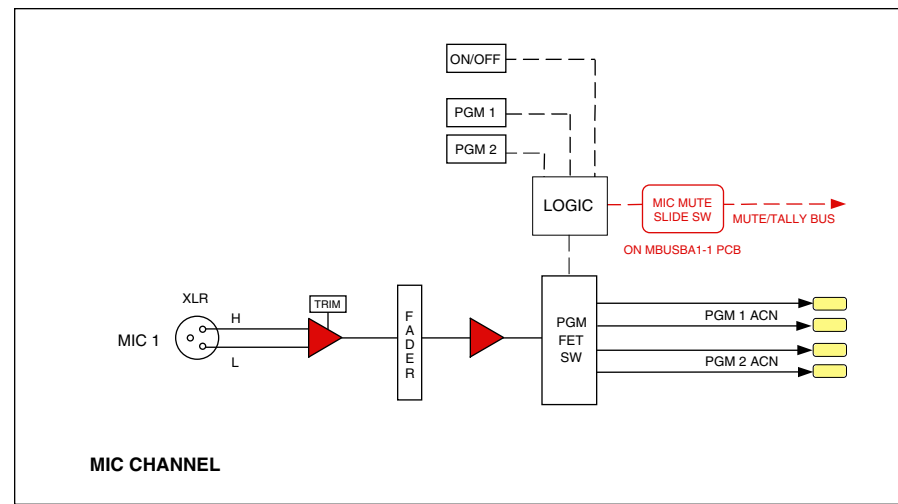 ON/OFF
PGM 1
PGM 2
LOGIC
MIC MUTE
SLIDE SW
MUTE/TALLY BUS
ON MBUSBA1-1 PCB
XLR
H
MIC 1
L
TRIM
FADER
PGM
FET
SW
PGM 1 ACN
PGM 2 ACN
MIC CHANNEL